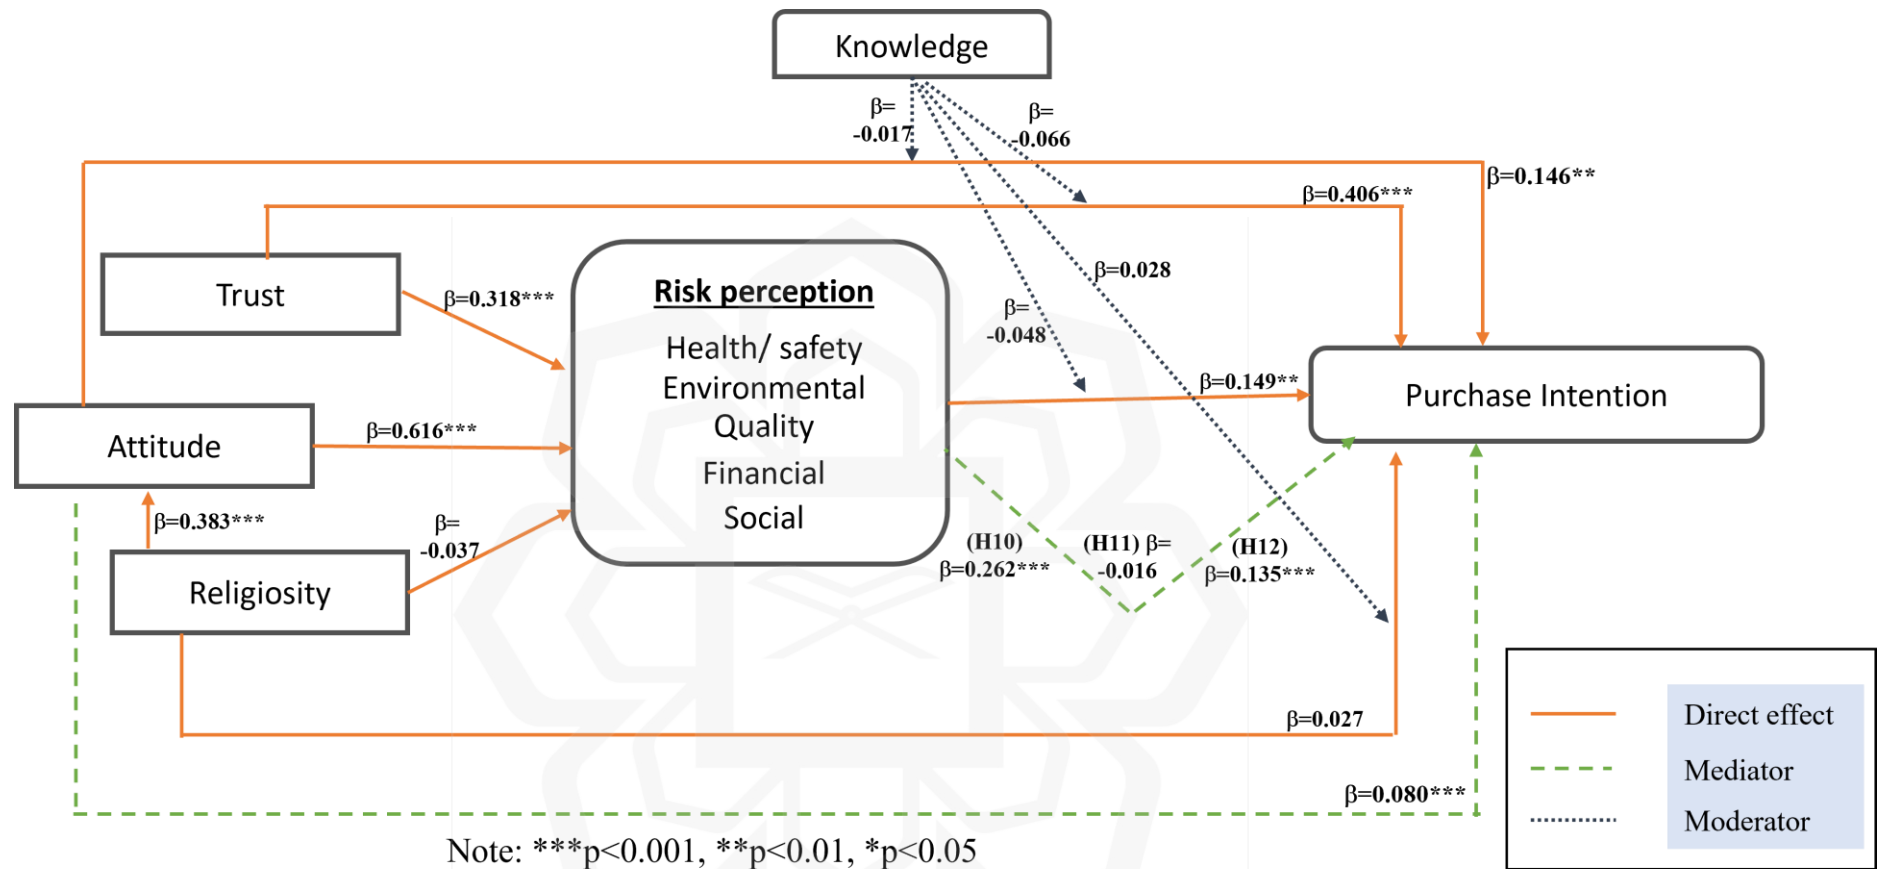 Knowledge
β=
-0.017
β=
-0.066
β=0.146**
β=0.406***
Trust
β=0.318***
Risk perception
Health/ safety
Environmental
Quality
Financial
Social
β=0.028
β=
-0.048
β=0.149**
Purchase Intention
Attitude
β=0.616***
β=0.383***
β=
-0.037
Religiosity
(H10)
β=0.262***
(H11) β=
-0.016
(H12)
β=0.135***
β=0.027
β=0.080***
Direct effect
Mediator
Moderator
Note: ***p<0.001, **p<0.01, *p<0.05